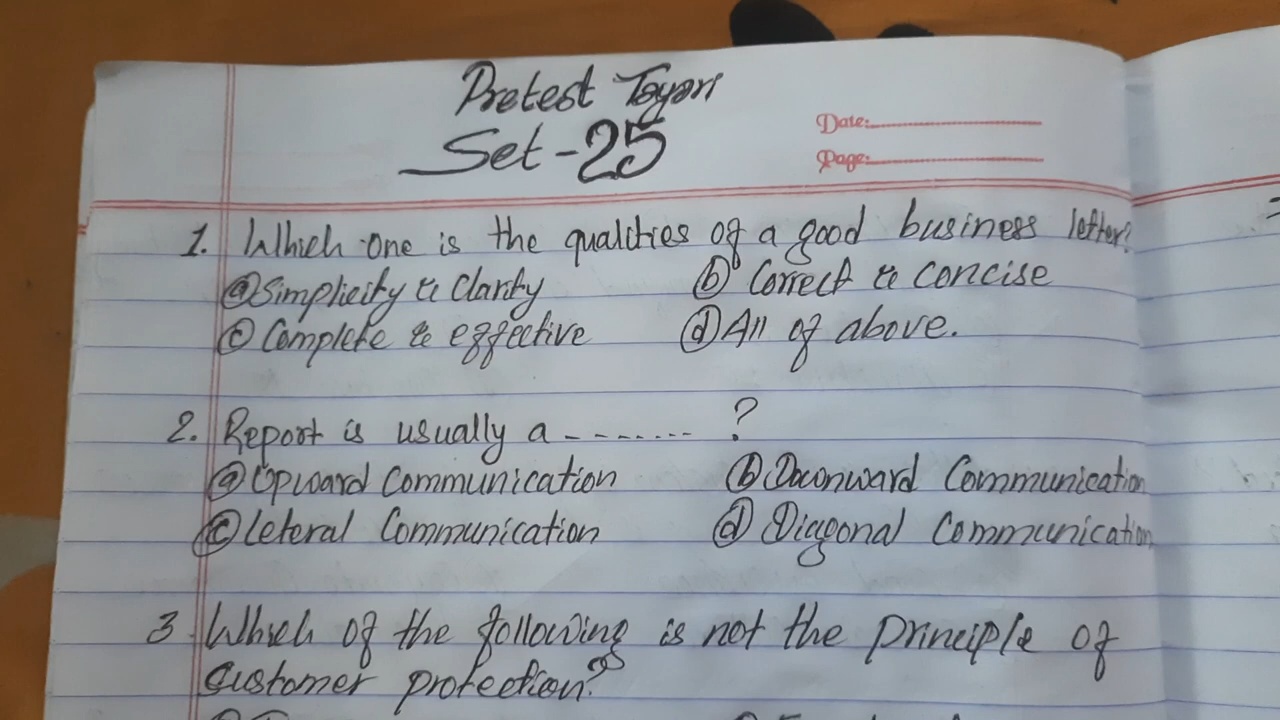 Pretest Tayari
Set-25
Date:
Page:
1. Which one is the qualities of a good business letter?
ⓐ Simplicity & Clarity ⓑ Correct & concise
ⓒ Complete & effective ⓓ All of above.
2. Report is usually a -------- ?
ⓐ Upward Communication ⓑ Downward Communication
ⓒ Leteral Communication ⓓ Diagonal Communication
3. Which of the following is not the principle of
customer protection?